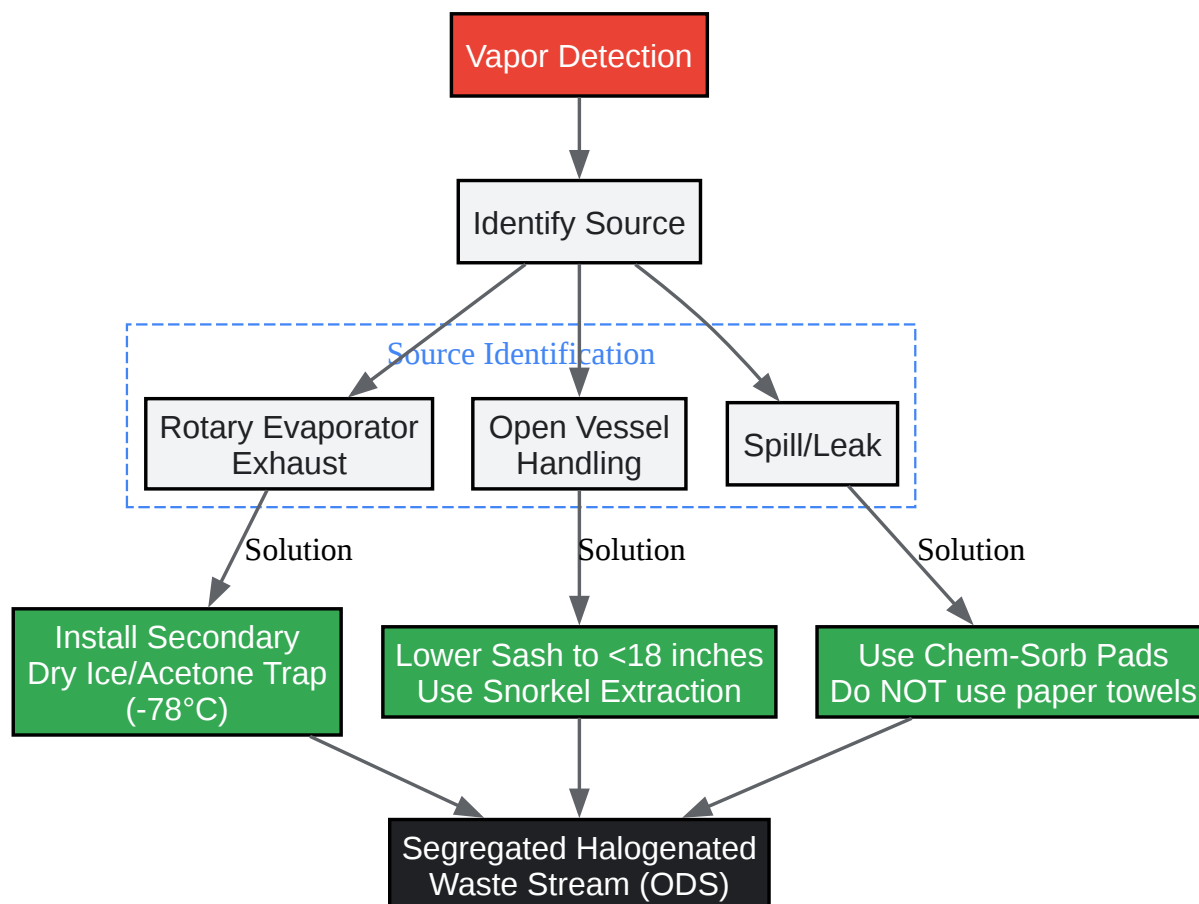 Vapor Detection
Identify Source
Source Identification
Rotary Evaporator
Exhaust
Open Vessel
Handling
Spill/Leak
Solution
Solution
Solution
Install Secondary
Dry Ice/Acetone Trap
(-78°C)
Lower Sash to <18 inches
Use Snorkel Extraction
Use Chem-Sorb Pads
Do NOT use paper towels
Segregated Halogenated
Waste Stream (ODS)